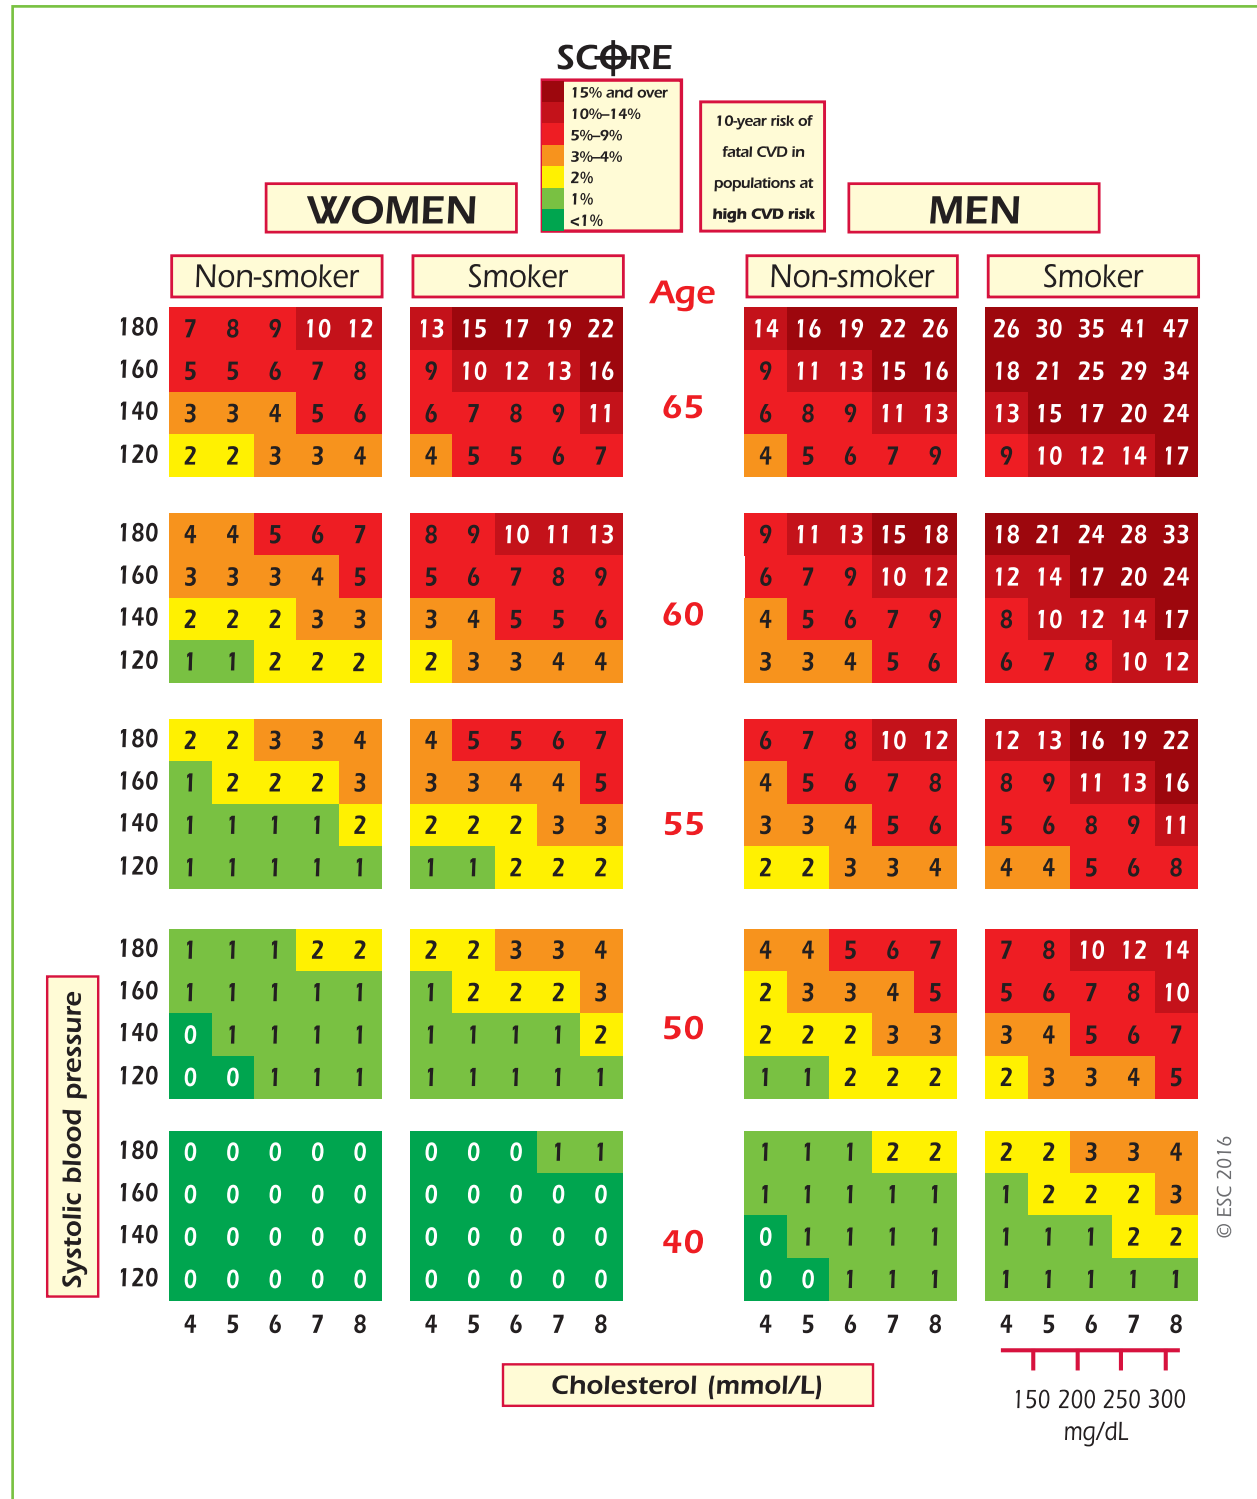 SCORE
15% and over
10%–14%
5%–9%
3%–4%
2%
1%
<1%
10-year risk of
fatal CVD in
populations at
high CVD risk
WOMEN
MEN
Non-smoker Smoker Age Non-smoker Smoker
180 7 8 9 10 12 13 15 17 19 22 14 16 19 22 26 26 30 35 41 47
160 5 5 6 7 8 9 10 12 13 16 9 11 13 15 16 18 21 25 29 34
65
140 3 3 4 5 6 6 7 8 9 11 6 8 9 11 13 13 15 17 20 24
120 2 2 3 3 4 4 5 5 6 7 4 5 6 7 9 9 10 12 14 17
180 4 4 5 6 7 8 9 10 11 13 9 11 13 15 18 18 21 24 28 33
160 3 3 3 4 5 5 6 7 8 9 6 7 9 10 12 12 14 17 20 24
60
140 2 2 2 3 3 3 4 5 5 6 4 5 6 7 9 8 10 12 14 17
120 1 1 2 2 2 2 3 3 4 4 3 3 4 5 6 6 7 8 10 12
180 2 2 3 3 4 4 5 5 6 7 6 7 8 10 12 12 13 16 19 22
160 1 2 2 2 3 3 3 4 4 5 4 5 6 7 8 8 9 11 13 16
55
140 1 1 1 1 2 2 2 2 3 3 3 3 4 5 6 5 6 8 9 11
120 1 1 1 1 1 1 1 2 2 2 2 2 3 3 4 4 4 5 6 8
180 1 1 1 2 2 2 2 3 3 4 4 4 5 6 7 7 8 10 12 14
160 1 1 1 1 1 1 2 2 2 3 2 3 3 4 5 5 6 7 8 10
50
140 0 1 1 1 1 1 1 1 1 2 2 2 2 3 3 3 4 5 6 7
120 0 0 1 1 1 1 1 1 1 1 1 1 2 2 2 2 3 3 4 5
180 0 0 0 0 0 0 0 0 1 1 1 1 1 2 2 2 2 3 3 4
160 0 0 0 0 0 0 0 0 0 0 1 1 1 1 1 1 2 2 2 3
40
140 0 0 0 0 0 0 0 0 0 0 0 1 1 1 1 1 1 1 2 2
120 0 0 0 0 0 0 0 0 0 0 0 0 1 1 1 1 1 1 1 1
4 5 6 7 8 4 5 6 7 8 4 5 6 7 8 4 5 6 7 8
Systolic blood pressure
Cholesterol (mmol/L)
150 200 250 300
mg/dL
© ESC 2016